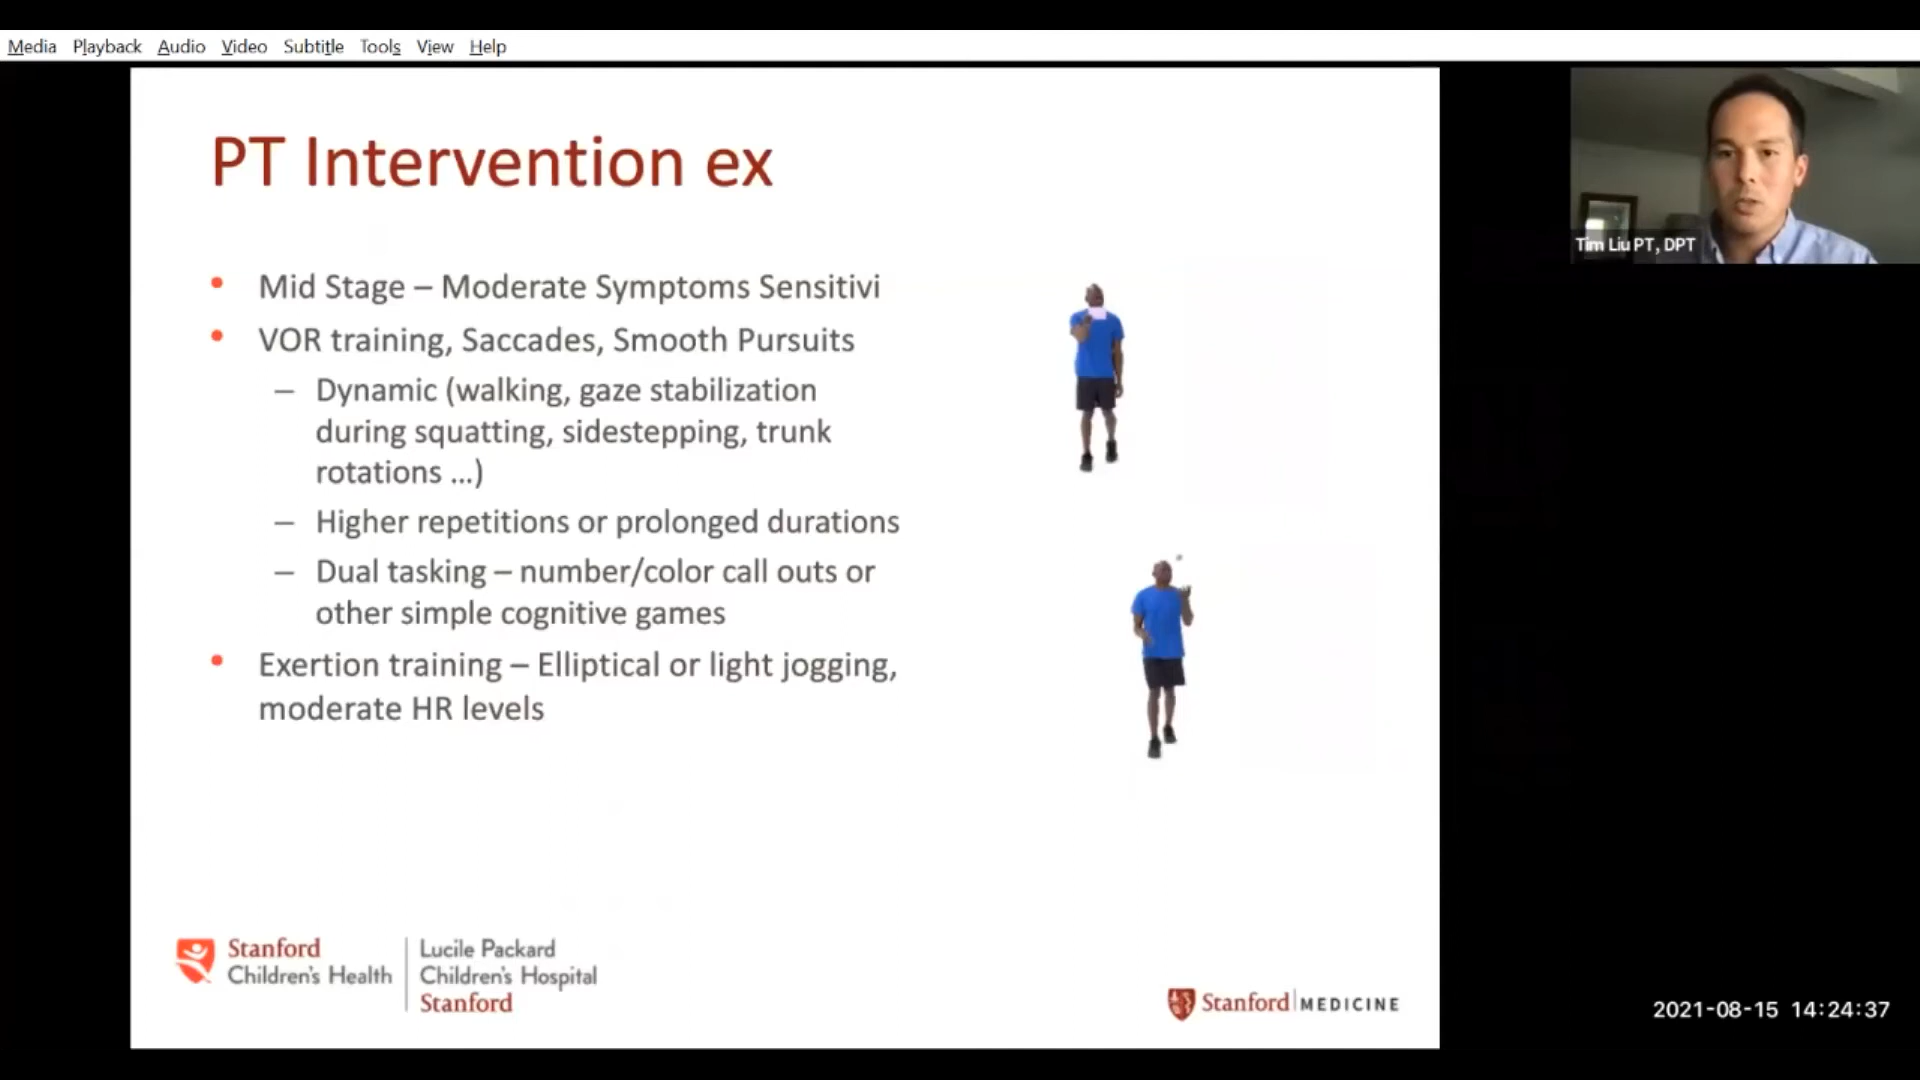 Media Playback Audio Video Subtitle Tools View Help
PT Intervention ex
• Mid Stage – Moderate Symptoms Sensitivi
• VOR training, Saccades, Smooth Pursuits
– Dynamic (walking, gaze stabilization
during squatting, sidestepping, trunk
rotations ...)
– Higher repetitions or prolonged durations
– Dual tasking – number/color call outs or
other simple cognitive games
• Exertion training – Elliptical or light jogging,
moderate HR levels
Stanford
Children's Health
Lucile Packard
Children's Hospital
Stanford
Stanford MEDICINE
Tim Liu PT, DPT
2021-08-15 14:24:37